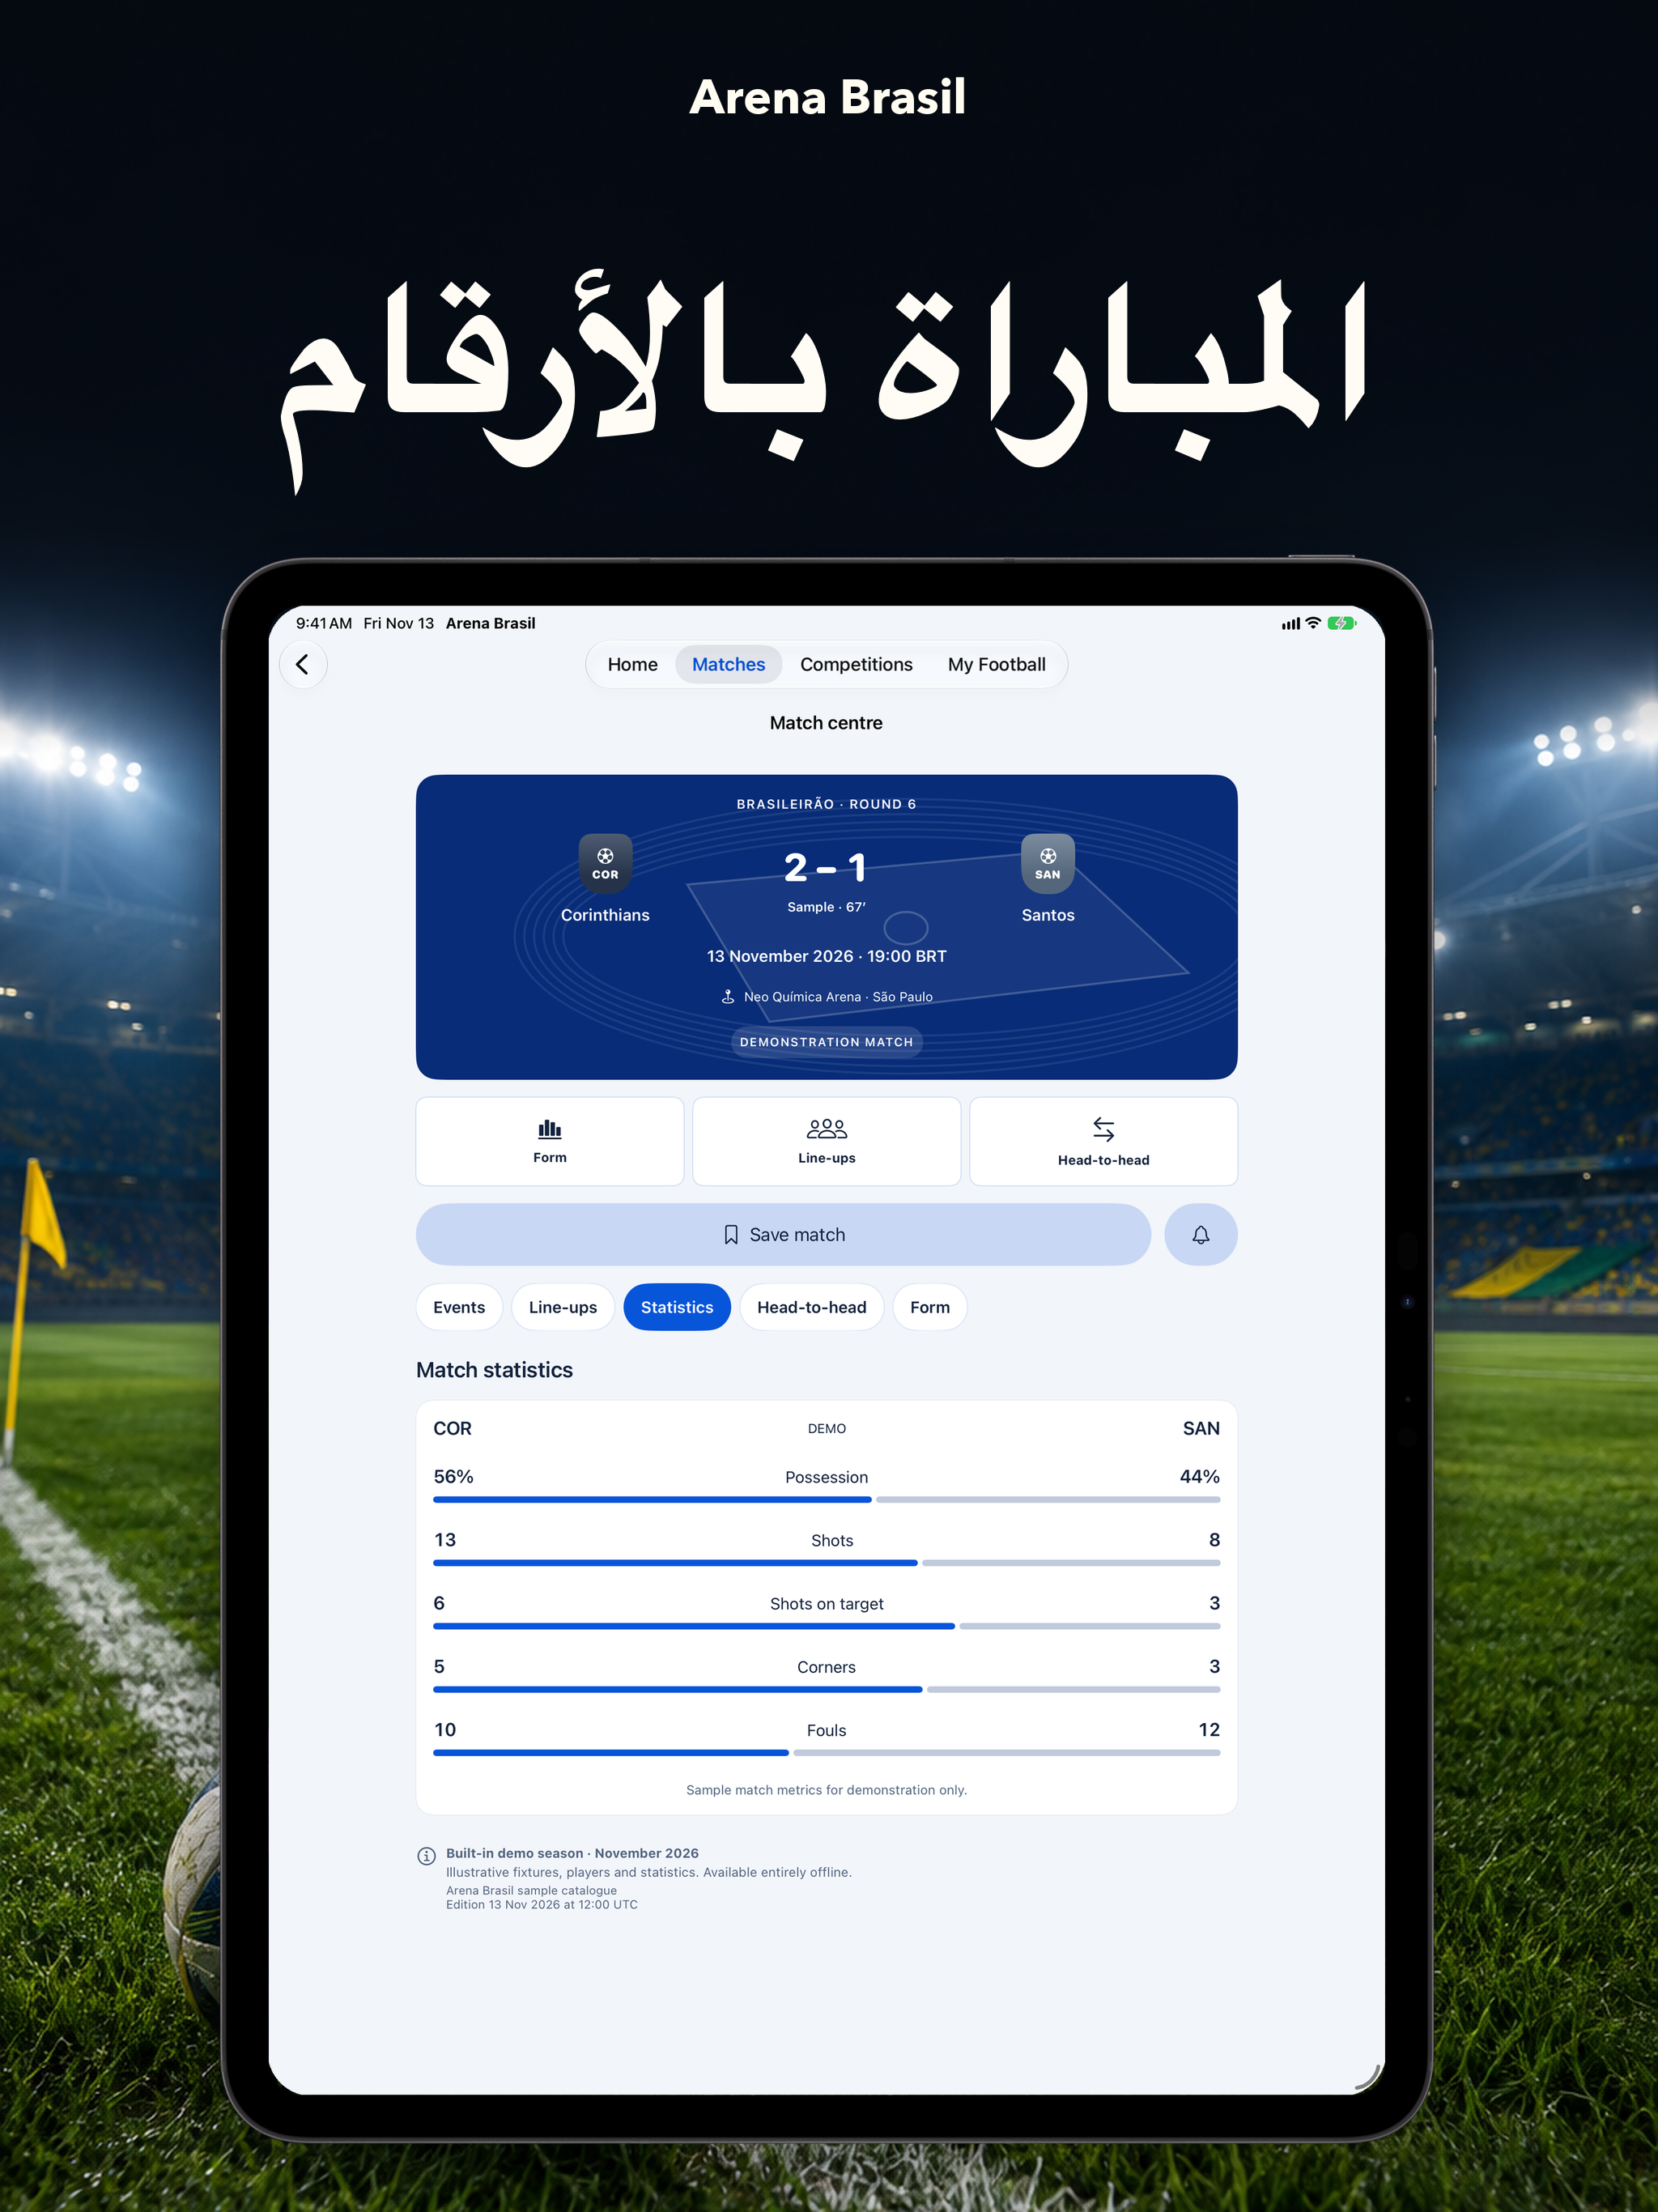 Arena Brasil
المباراة بالأرقام
9:41 AM Fri Nov 13 Arena Brasil
Home Matches Competitions My Football
Match centre
BRASILEIRÃO · ROUND 6
COR 2 – 1 SAN
Sample · 67′
Corinthians Santos
13 November 2026 · 19:00 BRT
Neo Química Arena · São Paulo
DEMONSTRATION MATCH
Form Line-ups Head-to-head
Save match
Events Line-ups Statistics Head-to-head Form
Match statistics
COR DEMO SAN
56% Possession 44%
13 Shots 8
6 Shots on target 3
5 Corners 3
10 Fouls 12
Sample match metrics for demonstration only.
Built-in demo season · November 2026
Illustrative fixtures, players and statistics. Available entirely offline.
Arena Brasil sample catalogue
Edition 13 Nov 2026 at 12:00 UTC